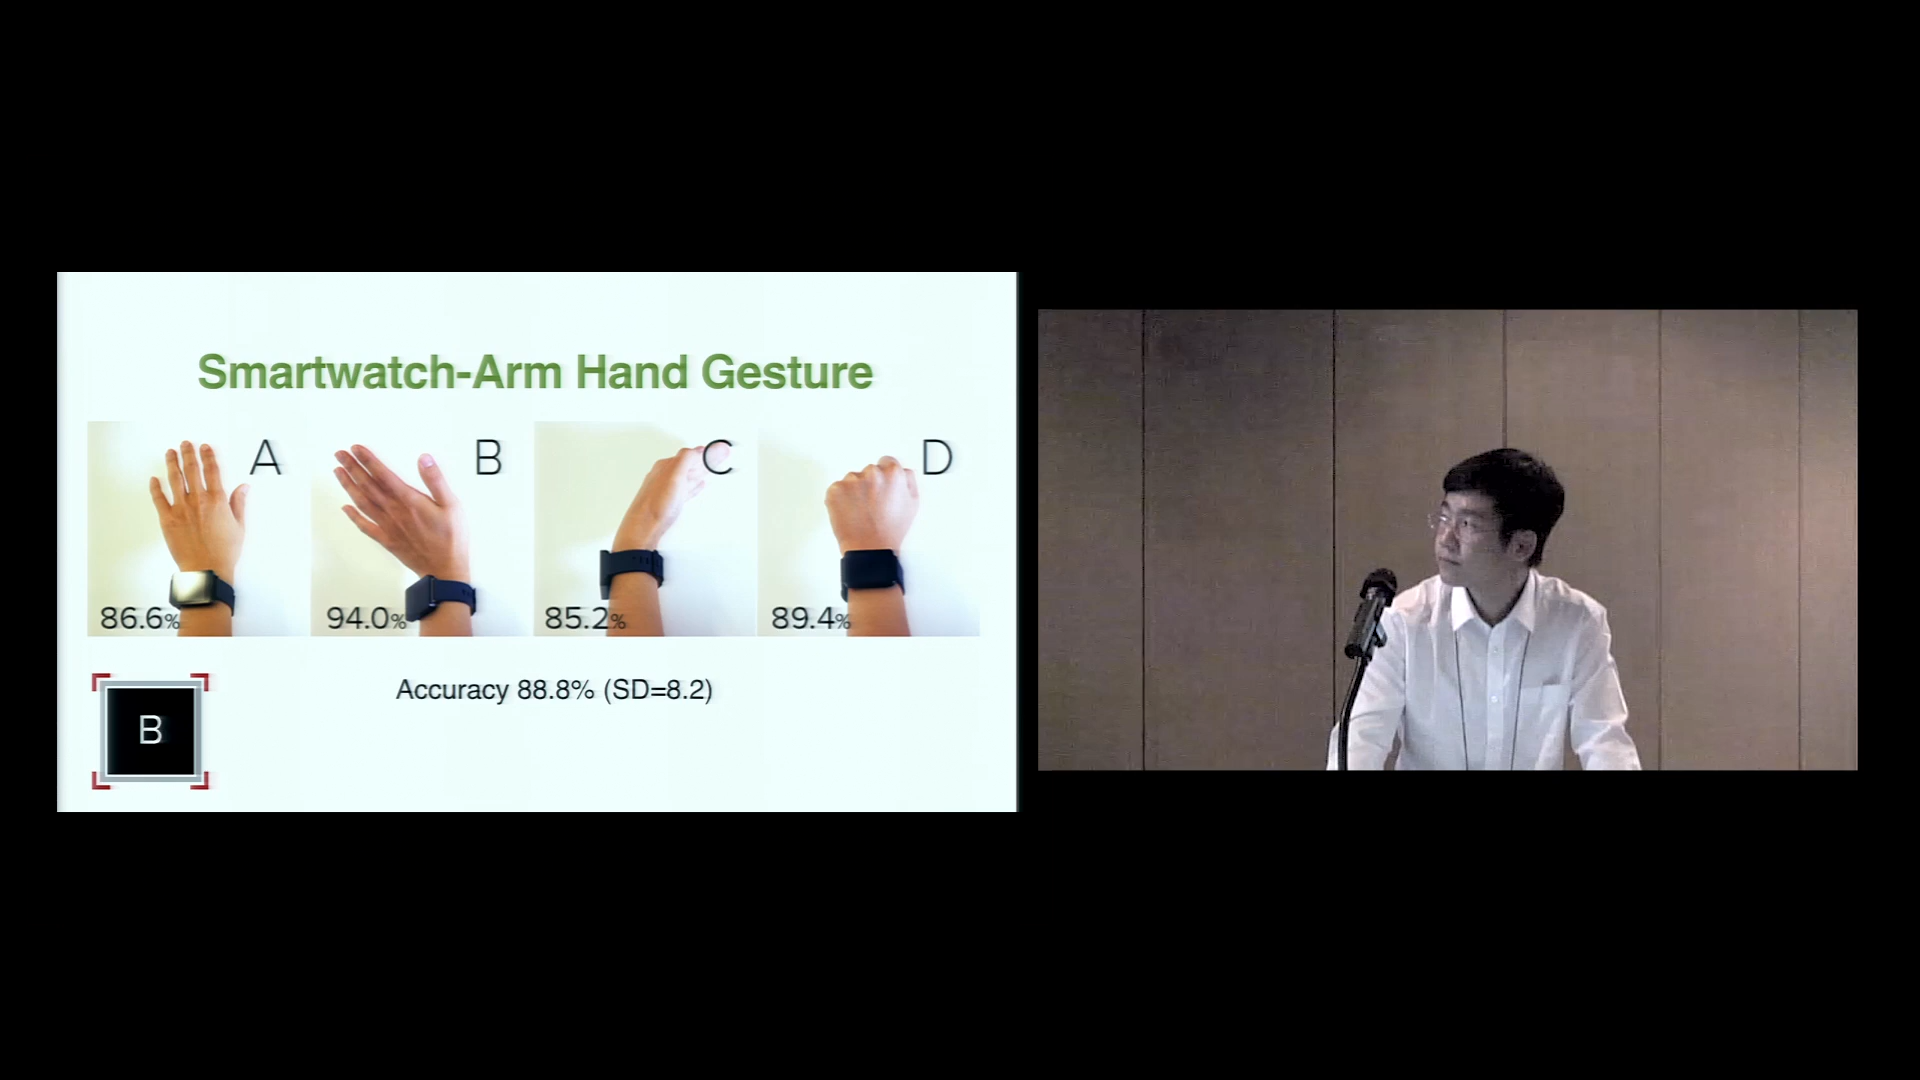 Smartwatch-Arm Hand Gesture
A
B
C
D
86.6%
94.0%
85.2%
89.4%
Accuracy 88.8% (SD=8.2)
B